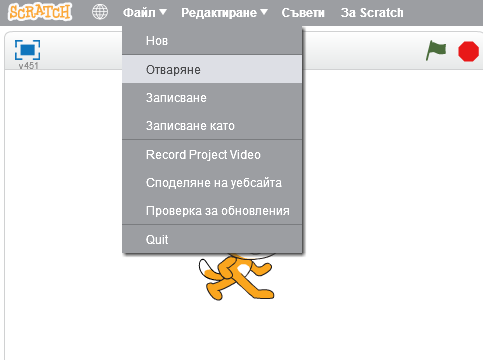 SCRATCH Файл Редактиране Съвети За Scratch
v451
Нов
Отваряне
Записване
Записване като
Record Project Video
Споделяне на уебсайта
Проверка за обновления
Quit